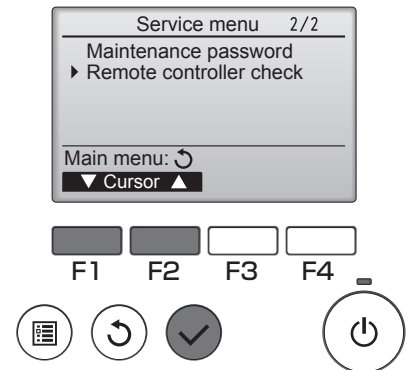 Service menu 2/2
Maintenance password
Remote controller check
Main menu:
Cursor
F1 F2 F3 F4